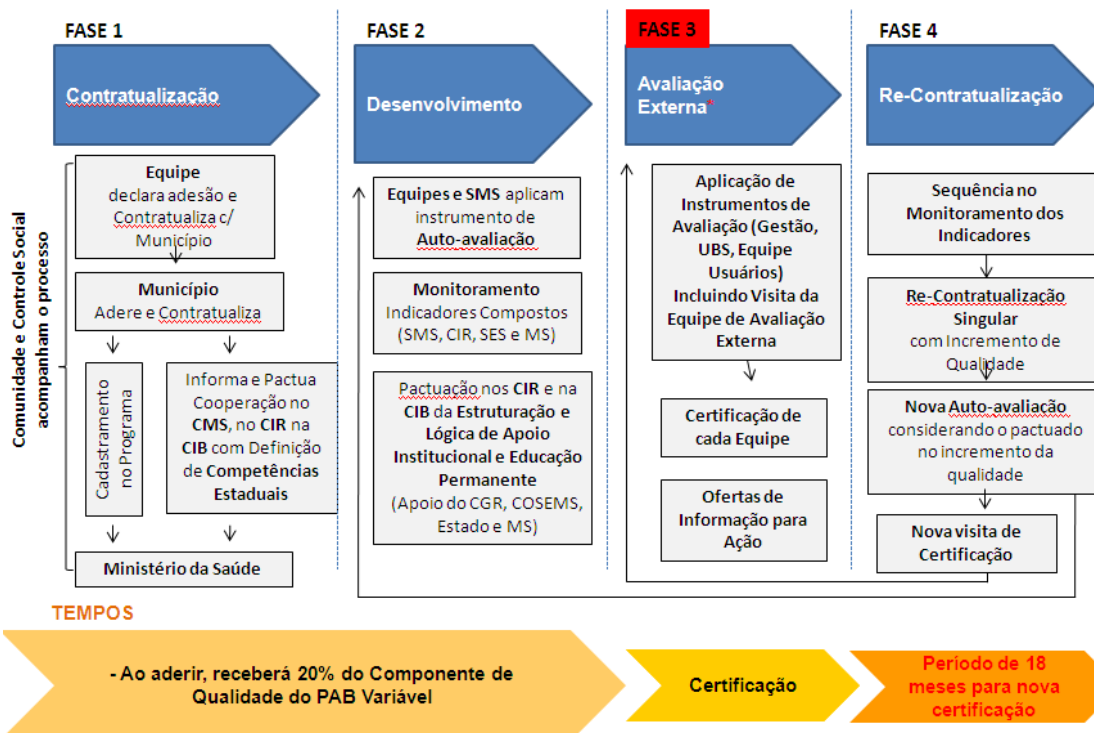 FASE 1
Contratualização
Comunidade e Controle Social
acompanham o processo
Equipe
declara adesão e
Contratualiza c/
Município
Município
Adere e Contratualiza
Cadastramento
no Programa
Informa e Pactua
Cooperação no
CMS, no CIR na
CIB com Definição
de Competências
Estaduais
Ministério da Saúde
FASE 2
Desenvolvimento
Equipes e SMS aplicam
instrumento de
Auto-avaliação
Monitoramento
Indicadores Compostos
(SMS, CIR, SES e MS)
Pactuação nos CIR e na
CIB da Estruturação e
Lógica de Apoio
Institucional e Educação
Permanente
(Apoio do CGR, COSEMS,
Estado e MS)
FASE 3
Avaliação
Externa*
Aplicação de
Instrumentos de
Avaliação (Gestão,
UBS, Equipe
Usuários)
Incluindo Visita da
Equipe de Avaliação
Externa
Certificação de
cada Equipe
Ofertas de
Informação para
Ação
FASE 4
Re-Contratualização
Sequência no
Monitoramento dos
Indicadores
Re-Contratualização
Singular
com Incremento de
Qualidade
Nova Auto-avaliação
considerando o pactuado
no incremento da
qualidade
Nova visita de
Certificação
TEMPOS
- Ao aderir, receberá 20% do Componente de
Qualidade do PAB Variável
Certificação
Periodo de 18
meses para nova
certificação